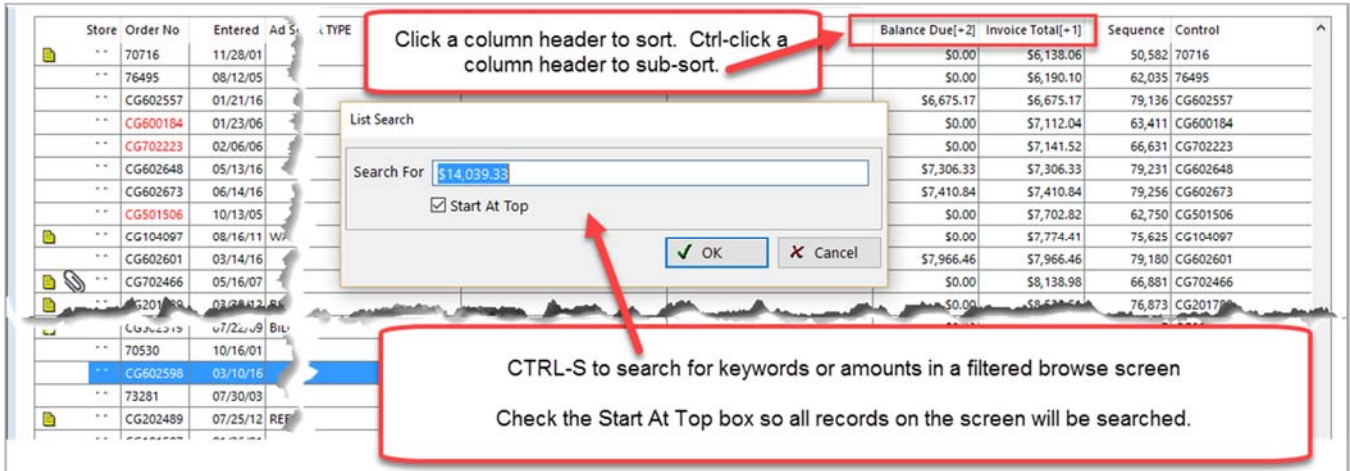 Store Order No Entered Ad TYPE Balance Due[+2] Invoice Total[+1] Sequence Control
Click a column header to sort. Ctrl-click a
column header to sub-sort.
70716 11/28/01 $0.00 $6,138.06 50,582 70716
76495 08/12/05 $0.00 $6,190.10 62,035 76495
CG602557 01/21/16 $6,675.17 $6,675.17 79,136 CG602557
CG600184 01/23/06 $0.00 $7,112.04 63,411 CG600184
CG702223 02/06/06 $0.00 $7,141.52 66,631 CG702223
CG602648 05/13/16 $7,306.33 $7,306.33 79,231 CG602648
CG602673 06/14/16 $7,410.84 $7,410.84 79,256 CG602673
CG501506 10/13/05 $0.00 $7,702.82 62,750 CG501506
CG104097 08/16/11 WA $0.00 $7,774.41 75,625 CG104097
CG602601 03/14/16 $7,966.46 $7,966.46 79,180 CG602601
CG702466 05/16/07 $0.00 $8,138.98 66,881 CG702466
$0.00 76,873
List Search
Search For $14,039.33
Start At Top
OK Cancel
70530 10/16/01
CG602598 03/10/16
73281 07/30/03
CG202489 07/25/12 REF
CTRL-S to search for keywords or amounts in a filtered browse screen
Check the Start At Top box so all records on the screen will be searched.